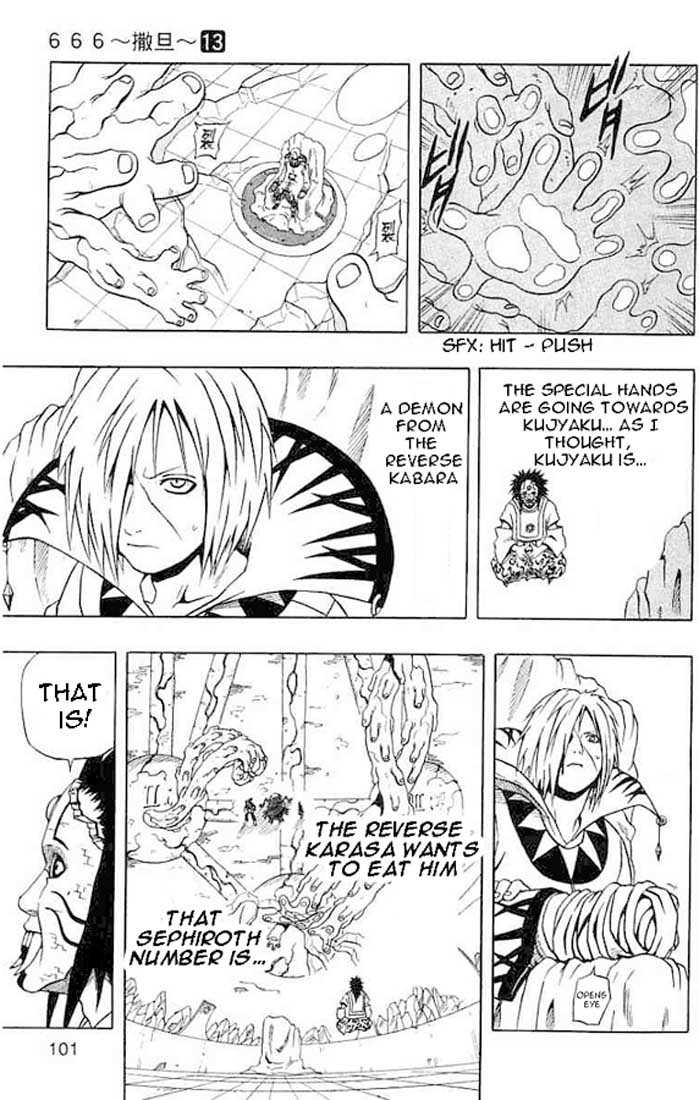 666～撒旦～13
ビビ
裂
裂
SFX: HIT - PUSH
THE SPECIAL HANDS
ARE GOING TOWARDS
KUJYAKU... AS I
THOUGHT,
KUJYAKU IS...
A DEMON
FROM
THE
REVERSE
KABARA
OPENS
EYE
THE REVERSE
KARASA WANTS
TO EAT HIM
THAT
SEPHIROTH
NUMBER IS...
THAT
IS!
101